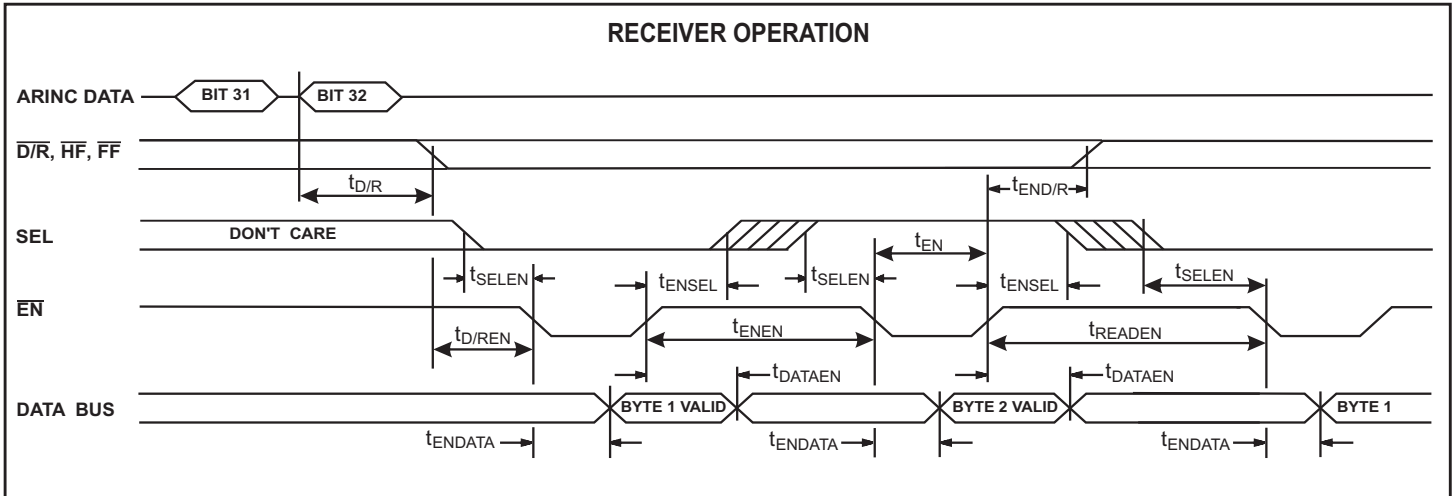 RECEIVER OPERATION
ARINC DATA BIT 31 BIT 32
D/R, HF, FF
tD/R tEND/R
SEL DON'T CARE
tEN
tSELEN tENSEL tSELEN tENSEL tSELEN
EN
tD/REN tENEN tREADEN
tDATAEN tDATAEN
DATA BUS BYTE 1 VALID BYTE 2 VALID BYTE 1
tENDATA tENDATA tENDATA